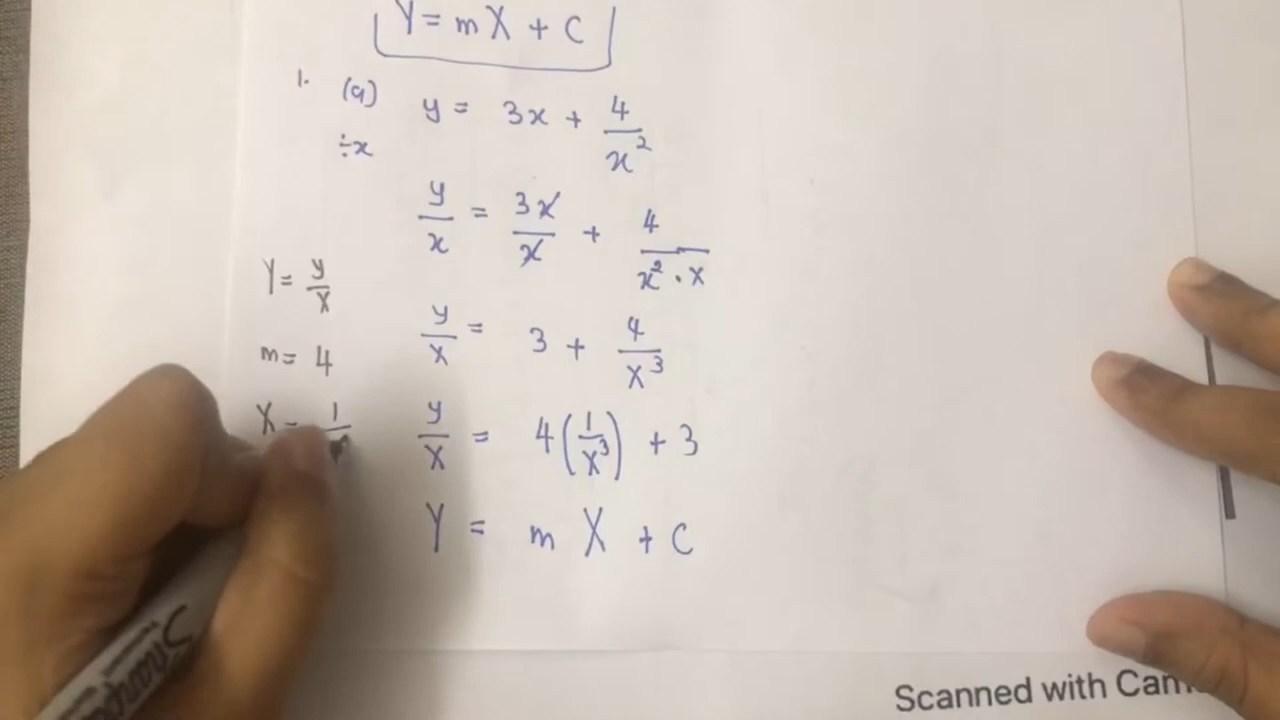 Y = mX + C
1. (a) y = 3x + 4/x²
÷x
y/x = 3x/x + 4/(x² · x)
Y = y/x
y/x = 3 + 4/x³
m = 4
X = 1/
y/x = 4(1/x³) + 3
Y = m X + C
Scanned with Cam